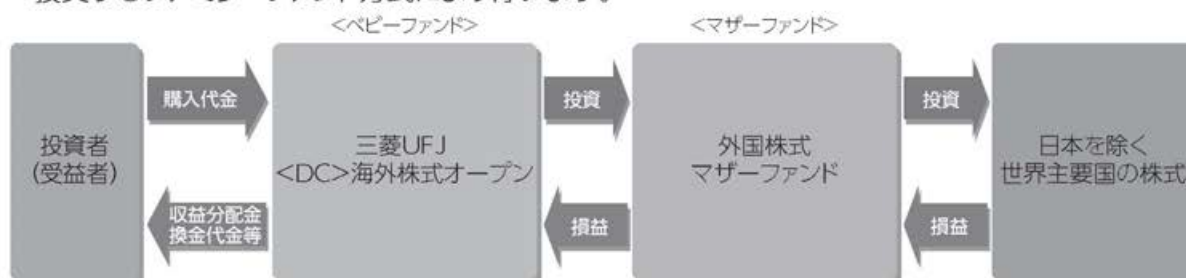 <ベビーファンド>
<マザーファンド>
投資者
(受益者)
購入代金
収益分配金
換金代金等
三菱UFJ
<DC>海外株式オープン
投資
損益
外国株式
マザーファンド
投資
損益
日本を除く
世界主要国の株式